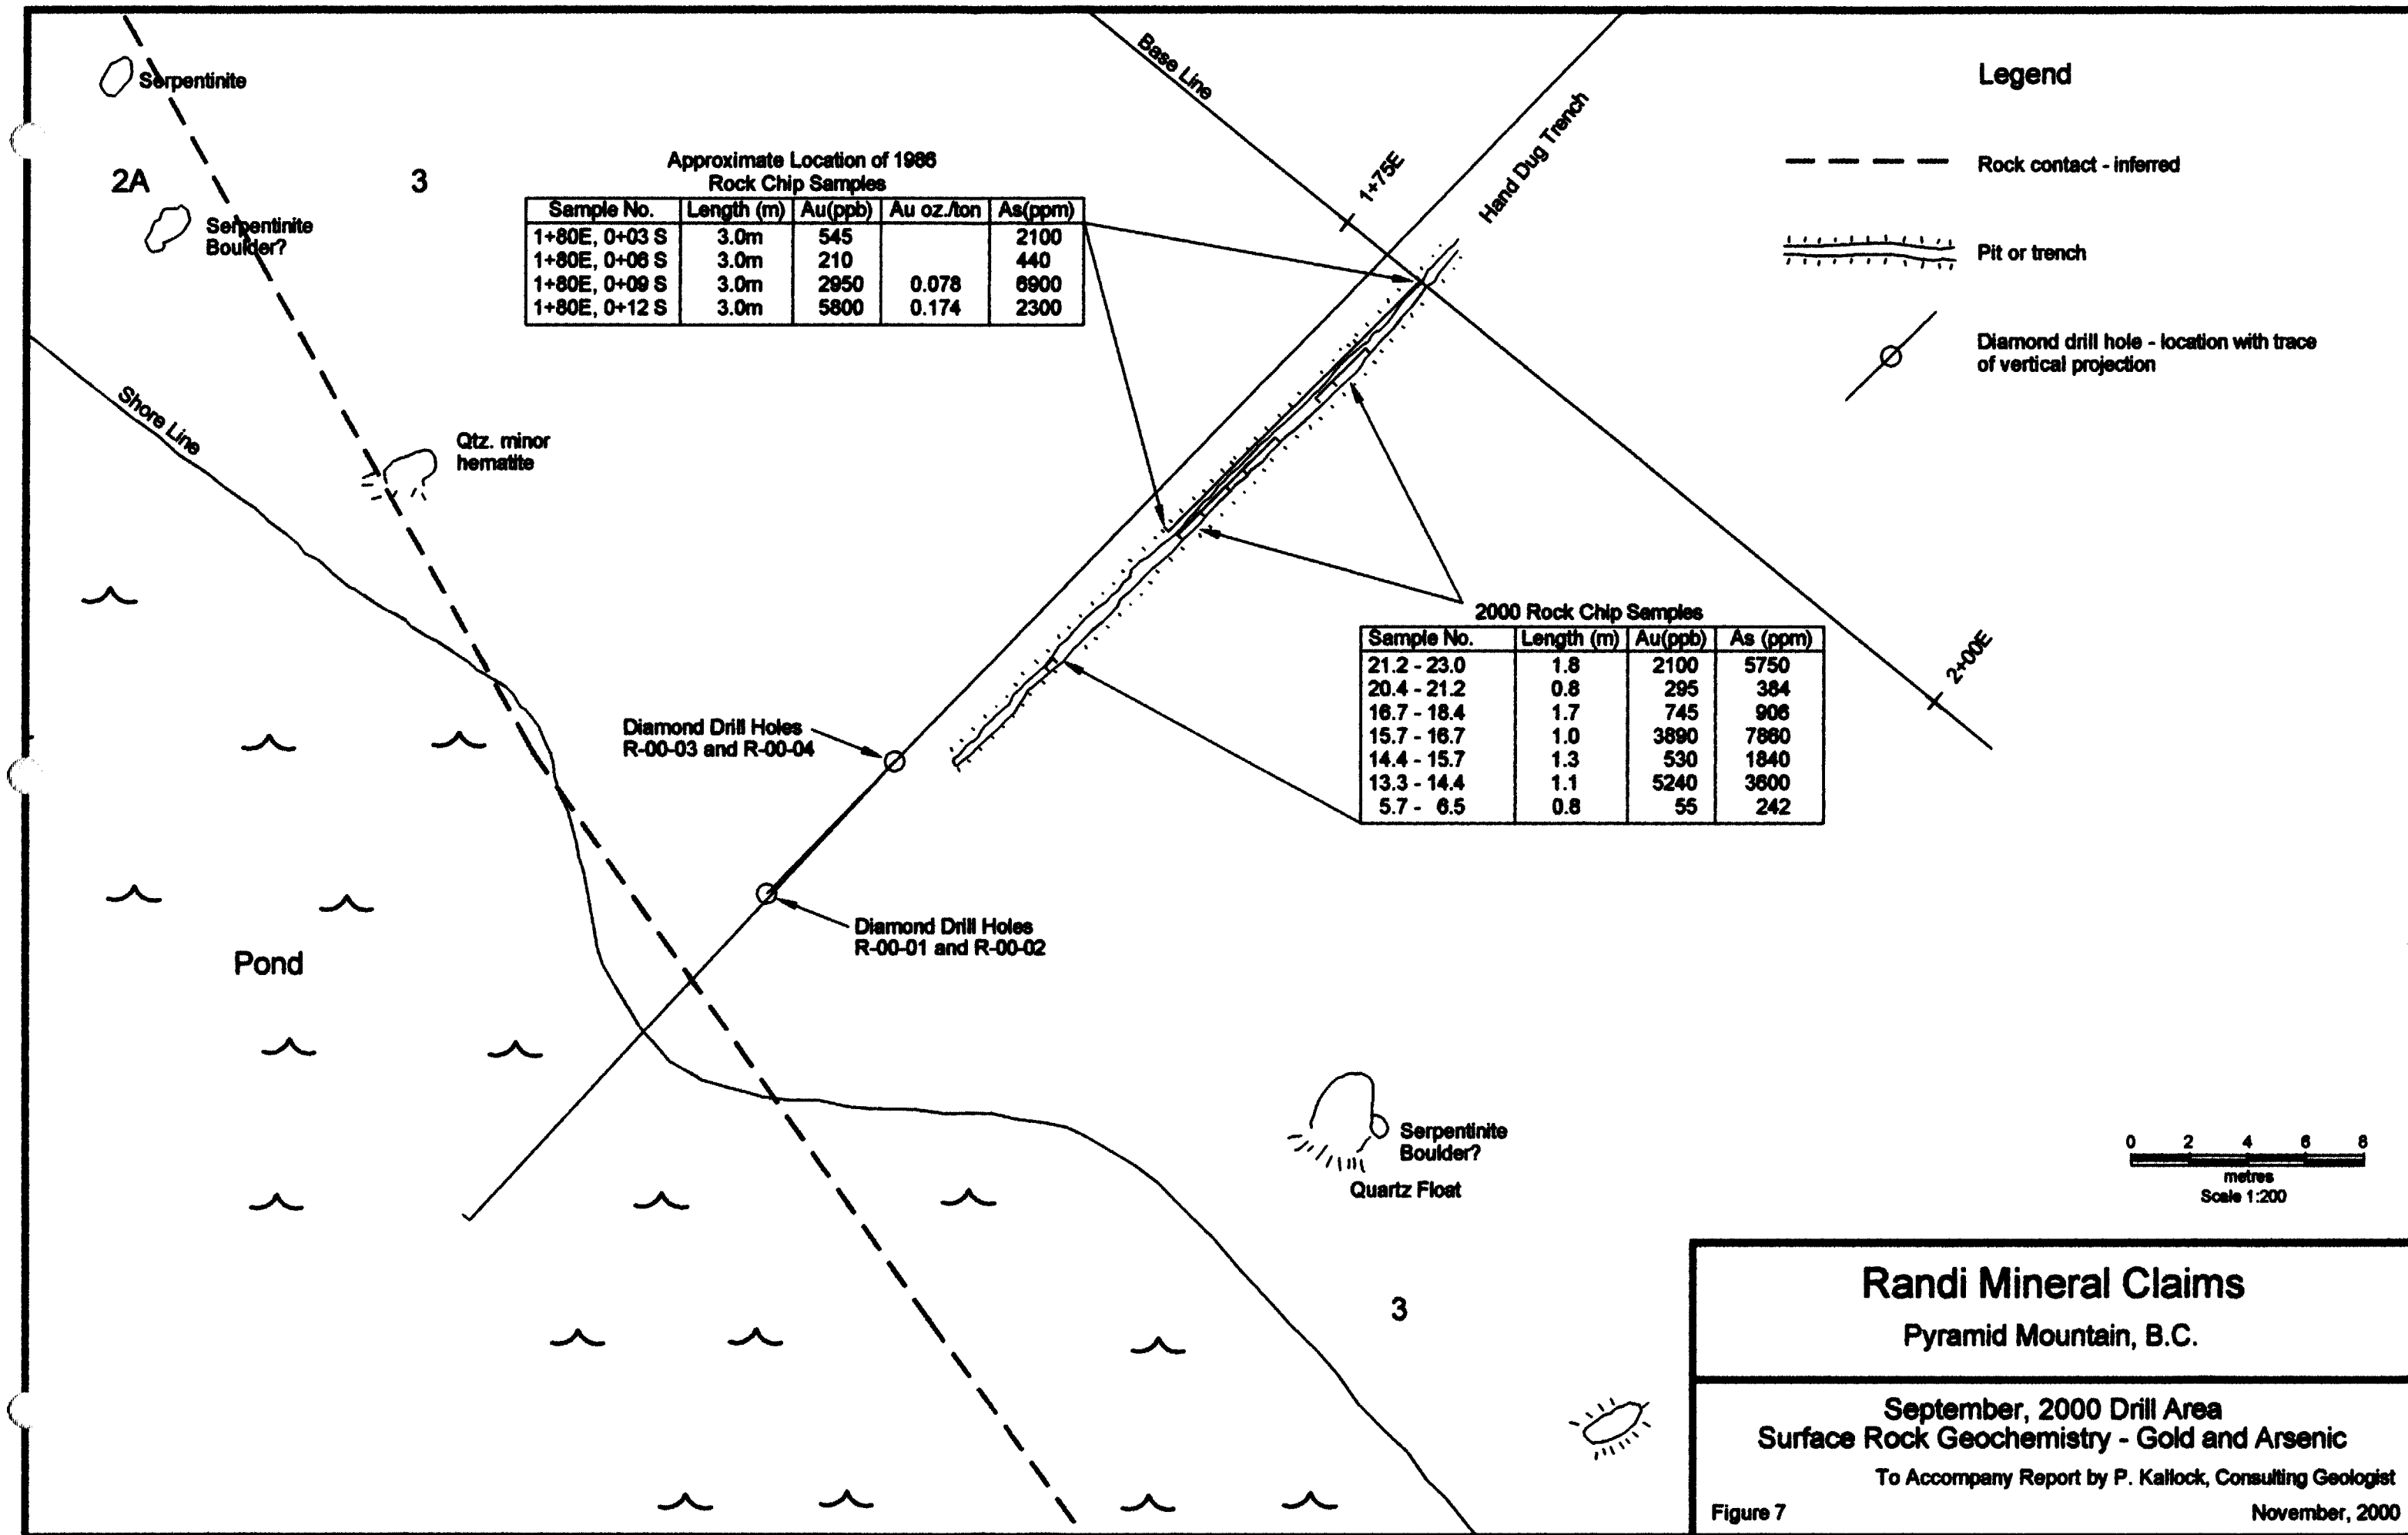 Serpentinite
2A
3
Serpentinite
Boulder?
Base Line
1+75E
Hand Dug Trench
Legend
Rock contact - inferred
Pit or trench
Diamond drill hole - location with trace
of vertical projection
Approximate Location of 1986
Rock Chip Samples
Sample No. Length (m) Au(ppb) Au oz./ton As(ppm)
1+80E, 0+03 S 3.0m 545 2100
1+80E, 0+06 S 3.0m 210 440
1+80E, 0+09 S 3.0m 2950 0.078 6900
1+80E, 0+12 S 3.0m 5800 0.174 2300
Shore Line
Qtz. minor
hematite
2000 Rock Chip Samples
Sample No. Length (m) Au(ppb) As (ppm)
21.2 - 23.0 1.8 2100 5750
20.4 - 21.2 0.8 295 384
16.7 - 18.4 1.7 745 906
15.7 - 16.7 1.0 3890 7860
14.4 - 15.7 1.3 530 1840
13.3 - 14.4 1.1 5240 3600
5.7 - 6.5 0.8 55 242
2+00E
Diamond Drill Holes
R-00-03 and R-00-04
Diamond Drill Holes
R-00-01 and R-00-02
Pond
Serpentinite
Boulder?
Quartz Float
3
0 2 4 6 8
metres
Scale 1:200
Randi Mineral Claims
Pyramid Mountain, B.C.
September, 2000 Drill Area
Surface Rock Geochemistry - Gold and Arsenic
To Accompany Report by P. Kallock, Consulting Geologist
Figure 7 November, 2000